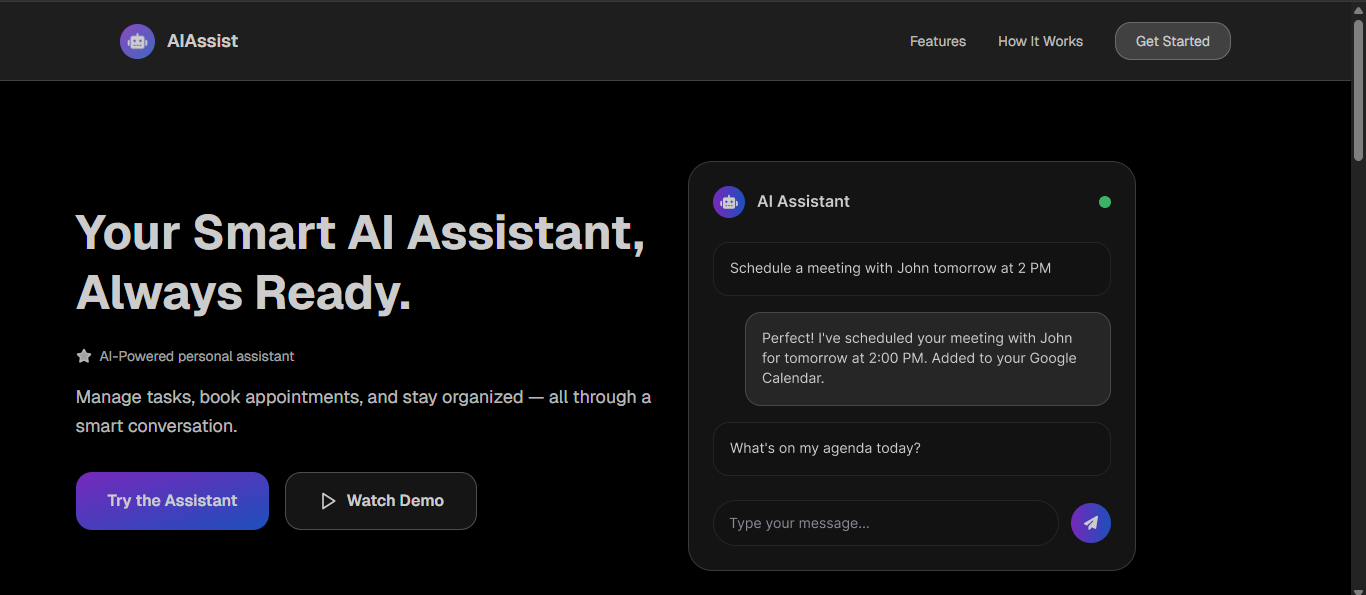 AIAssist
Features
How It Works
Get Started
Your Smart AI Assistant,
Always Ready.
AI-Powered personal assistant
Manage tasks, book appointments, and stay organized — all through a
smart conversation.
Try the Assistant
Watch Demo
AI Assistant
Schedule a meeting with John tomorrow at 2 PM
Perfect! I've scheduled your meeting with John
for tomorrow at 2:00 PM. Added to your Google
Calendar.
What's on my agenda today?
Type your message...